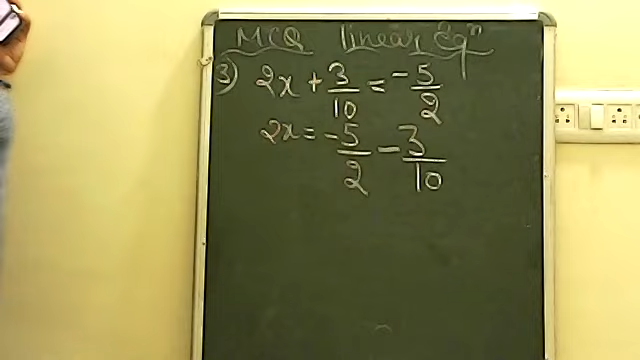 MCQ linear Eqn
3) 2x + 3/10 = -5/2
2x = -5/2 - 3/10